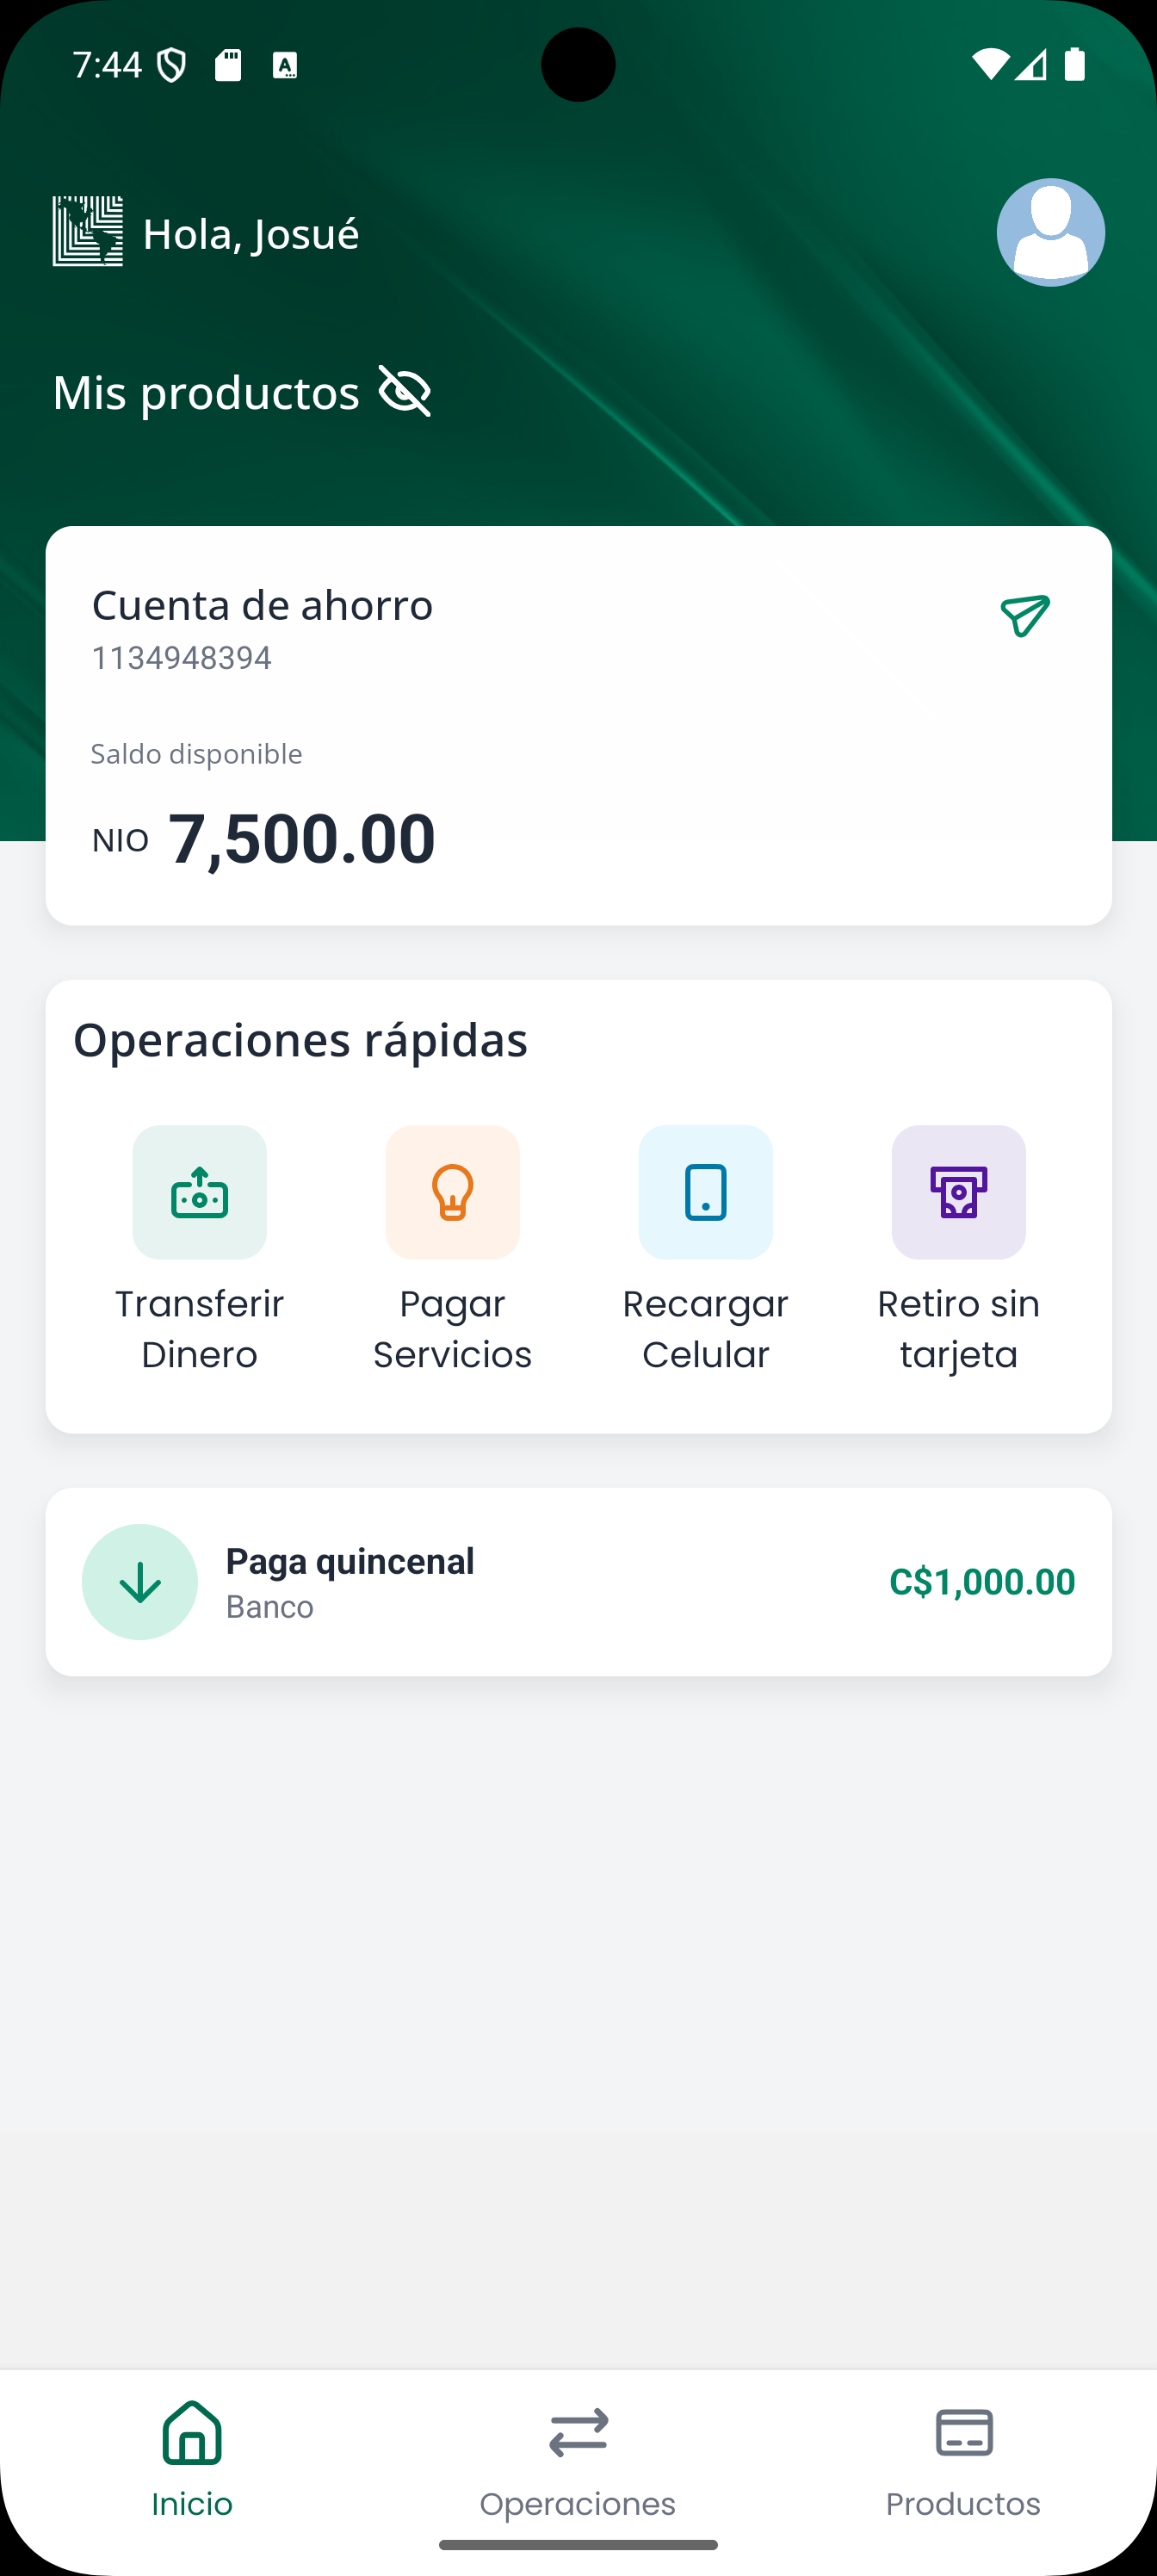 7:44
Hola, Josué
Mis productos
Cuenta de ahorro
1134948394
Saldo disponible
NIO 7,500.00
Operaciones rápidas
Transferir Dinero
Pagar Servicios
Recargar Celular
Retiro sin tarjeta
Paga quincenal
Banco
C$1,000.00
Inicio
Operaciones
Productos